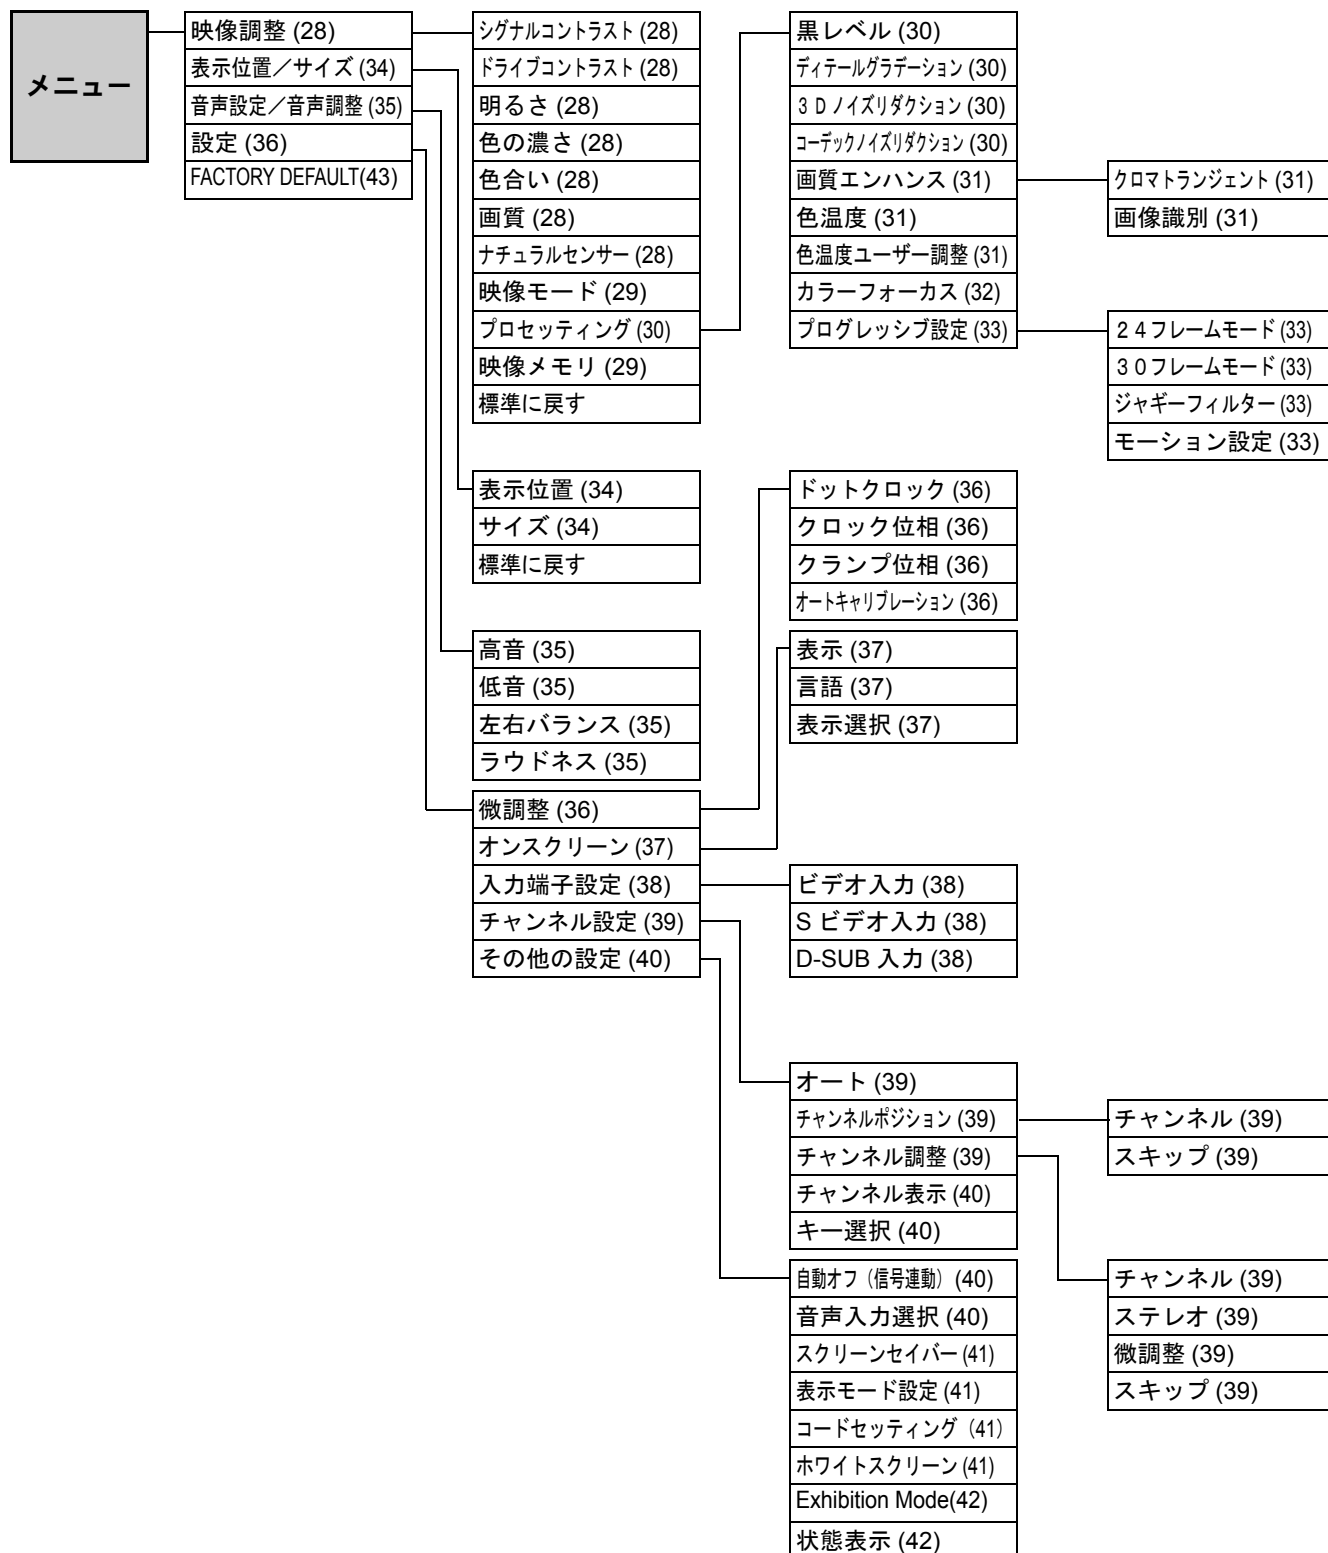 メニュー
映像調整 (28)
表示位置／サイズ (34)
音声設定／音声調整 (35)
設定 (36)
FACTORY DEFAULT(43)
シグナルコントラスト (28)
ドライブコントラスト (28)
明るさ (28)
色の濃さ (28)
色合い (28)
画質 (28)
ナチュラルセンサー (28)
映像モード (29)
プロセッティング (30)
映像メモリ (29)
標準に戻す
黒レベル (30)
ディテールグラデーション (30)
３Ｄノイズリダクション (30)
コーデックノイズリダクション (30)
画質エンハンス (31)
色温度 (31)
色温度ユーザー調整 (31)
カラーフォーカス (32)
プログレッシブ設定 (33)
クロマトランジェント (31)
画像識別 (31)
２４フレームモード (33)
３０フレームモード (33)
ジャギーフィルター (33)
モーション設定 (33)
表示位置 (34)
サイズ (34)
標準に戻す
高音 (35)
低音 (35)
左右バランス (35)
ラウドネス (35)
微調整 (36)
オンスクリーン (37)
入力端子設定 (38)
チャンネル設定 (39)
その他の設定 (40)
ドットクロック (36)
クロック位相 (36)
クランプ位相 (36)
オートキャリブレーション (36)
表示 (37)
言語 (37)
表示選択 (37)
ビデオ入力 (38)
S ビデオ入力 (38)
D-SUB 入力 (38)
オート (39)
チャンネルポジション (39)
チャンネル調整 (39)
チャンネル表示 (40)
キー選択 (40)
チャンネル (39)
スキップ (39)
チャンネル (39)
ステレオ (39)
微調整 (39)
スキップ (39)
自動オフ（信号連動） (40)
音声入力選択 (40)
スクリーンセイバー (41)
表示モード設定 (41)
コードセッティング（41）
ホワイトスクリーン (41)
Exhibition Mode(42)
状態表示 (42)